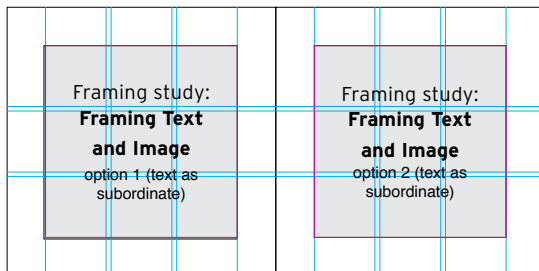 Framing study:
Framing Text
and Image
option 1 (text as
subordinate)
Framing study:
Framing Text
and Image
option 2 (text as
subordinate)